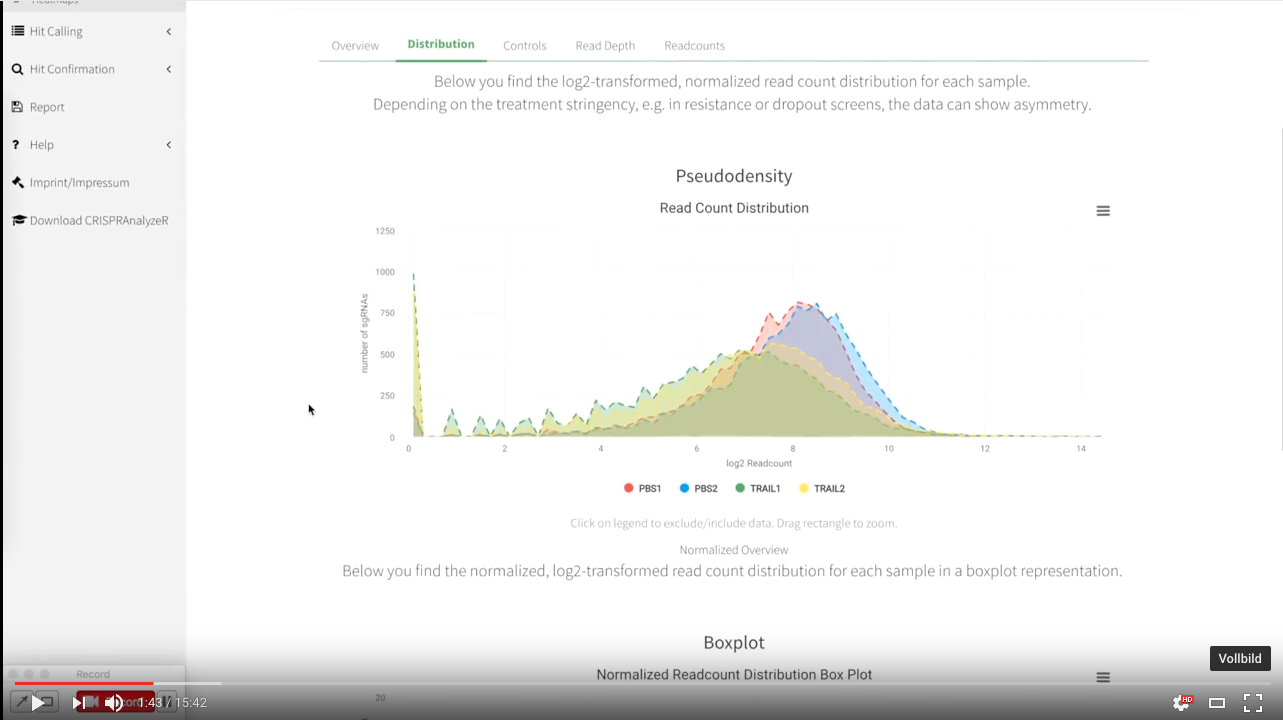 Hit Calling
Hit Confirmation
Report
Help
Imprint/Impressum
Download CRISPRAnalyzeR
Overview Distribution Controls Read Depth Readcounts
Below you find the log2-transformed, normalized read count distribution for each sample.
Depending on the treatment stringency, e.g. in resistance or dropout screens, the data can show asymmetry.
Pseudodensity
Read Count Distribution
number of sgRNAs
1250
1000
750
500
250
0
0 2 4 6 8 10 12 14
log2 Readcount
PBS1 PBS2 TRAIL1 TRAIL2
Click on legend to exclude/include data. Drag rectangle to zoom.
Normalized Overview
Below you find the normalized, log2-transformed read count distribution for each sample in a boxplot representation.
Boxplot
Normalized Readcount Distribution Box Plot
20
Vollbild
Record
1:43 / 15:42
HD